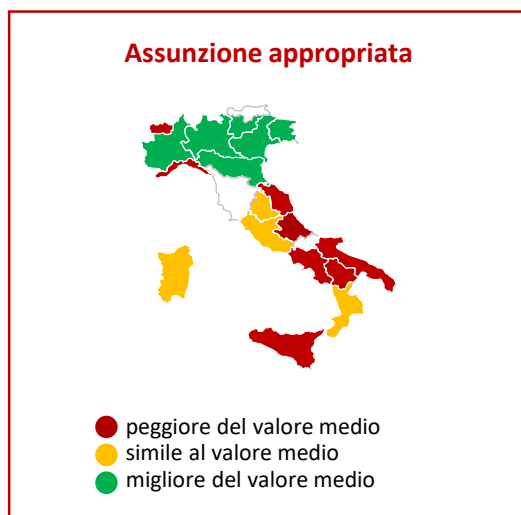 Assunzione appropriata
peggiore del valore medio
simile al valore medio
migliore del valore medio